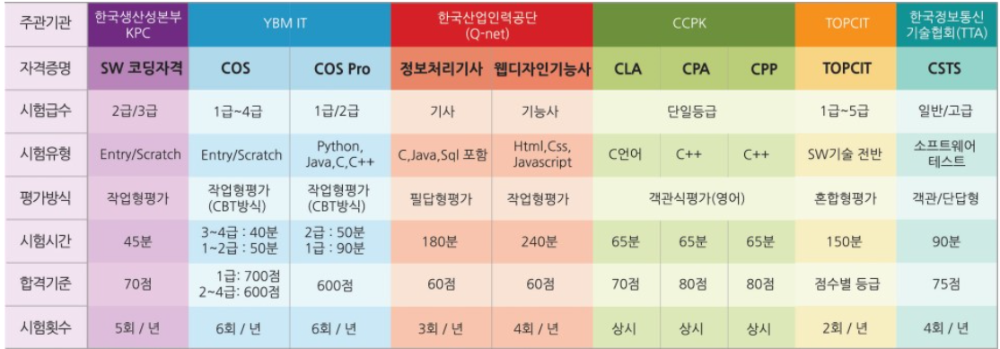 주관기관 한국생산성본부 KPC YBM IT 한국산업인력공단 (Q-net) CCPK TOPCIT 한국정보통신 기술협회(TTA)
자격증명 SW 코딩자격 COS COS Pro 정보처리기사 웹디자인기능사 CLA CPA CPP TOPCIT CSTS
시험급수 2급/3급 1급~4급 1급/2급 기사 기능사 단일등급 1급~5급 일반/고급
시험유형 Entry/Scratch Entry/Scratch Python, Java,C,C++ C,Java,Sql 포함 Html,Css, Javascript C언어 C++ C++ SW기술 전반 소프트웨어 테스트
평가방식 작업형평가 작업형평가 (CBT방식) 작업형평가 (CBT방식) 필답형평가 작업형평가 객관식평가(영어) 혼합형평가 객관/단답형
시험시간 45분 3~4급 : 40분 1~2급 : 50분 2급 : 50분 1급 : 90분 180분 240분 65분 65분 65분 150분 90분
합격기준 70점 1급: 700점 2~4급: 600점 600점 60점 60점 70점 80점 80점 점수별 등급 75점
시험횟수 5회 / 년 6회 / 년 6회 / 년 3회 / 년 4회 / 년 상시 상시 상시 2회 / 년 4회 / 년